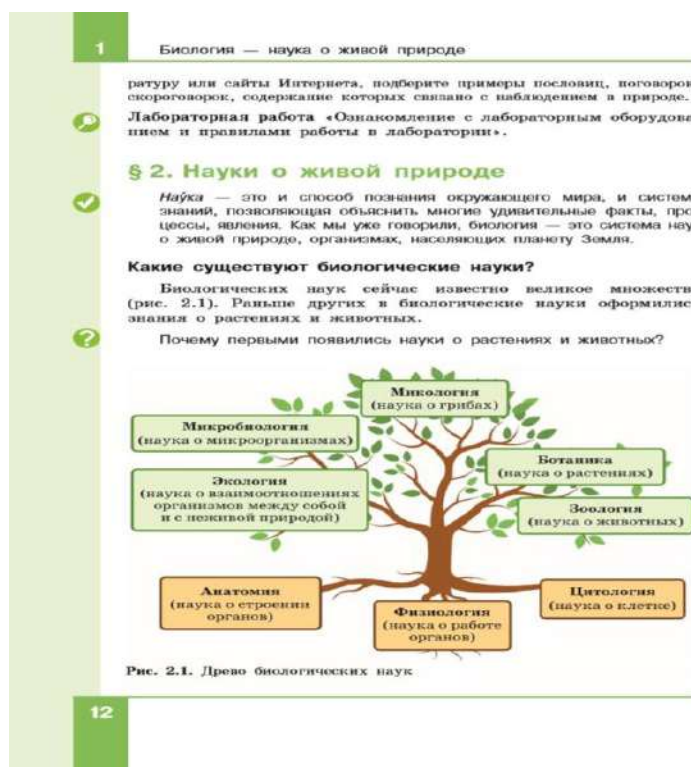 1
Биология — наука о живой природе
ратуру или сайты Интернета, подберите примеры пословиц, поговорок
скороговорок, содержание которых связано с наблюдением в природе.
Лабораторная работа «Ознакомление с лабораторным оборудова
нием и правилами работы в лаборатории».
§ 2. Науки о живой природе
Нау́ка — это и способ познания окружающего мира, и систем
знаний, позволяющая объяснить многие удивительные факты, про
цессы, явления. Как мы уже говорили, биология — это система нау
о живой природе, организмах, населяющих планету Земля.
Какие существуют биологические науки?
Биологических наук сейчас известно великое множеств
(рис. 2.1). Раньше других в биологические науки оформилис
знания о растениях и животных.
?
Почему первыми появились науки о растениях и животных?
Микология
(наука о грибах)
Микробиология
(наука о микроорганизмах)
Ботаника
(наука о растениях)
Экология
(наука о взаимоотношениях
организмов между собой
и с неживой природой)
Зоология
(наука о животных)
Анатомия
(наука о строении
органов)
Физиология
(наука о работе
органов)
Цитология
(наука о клетке)
Рис. 2.1. Древо биологических наук
12